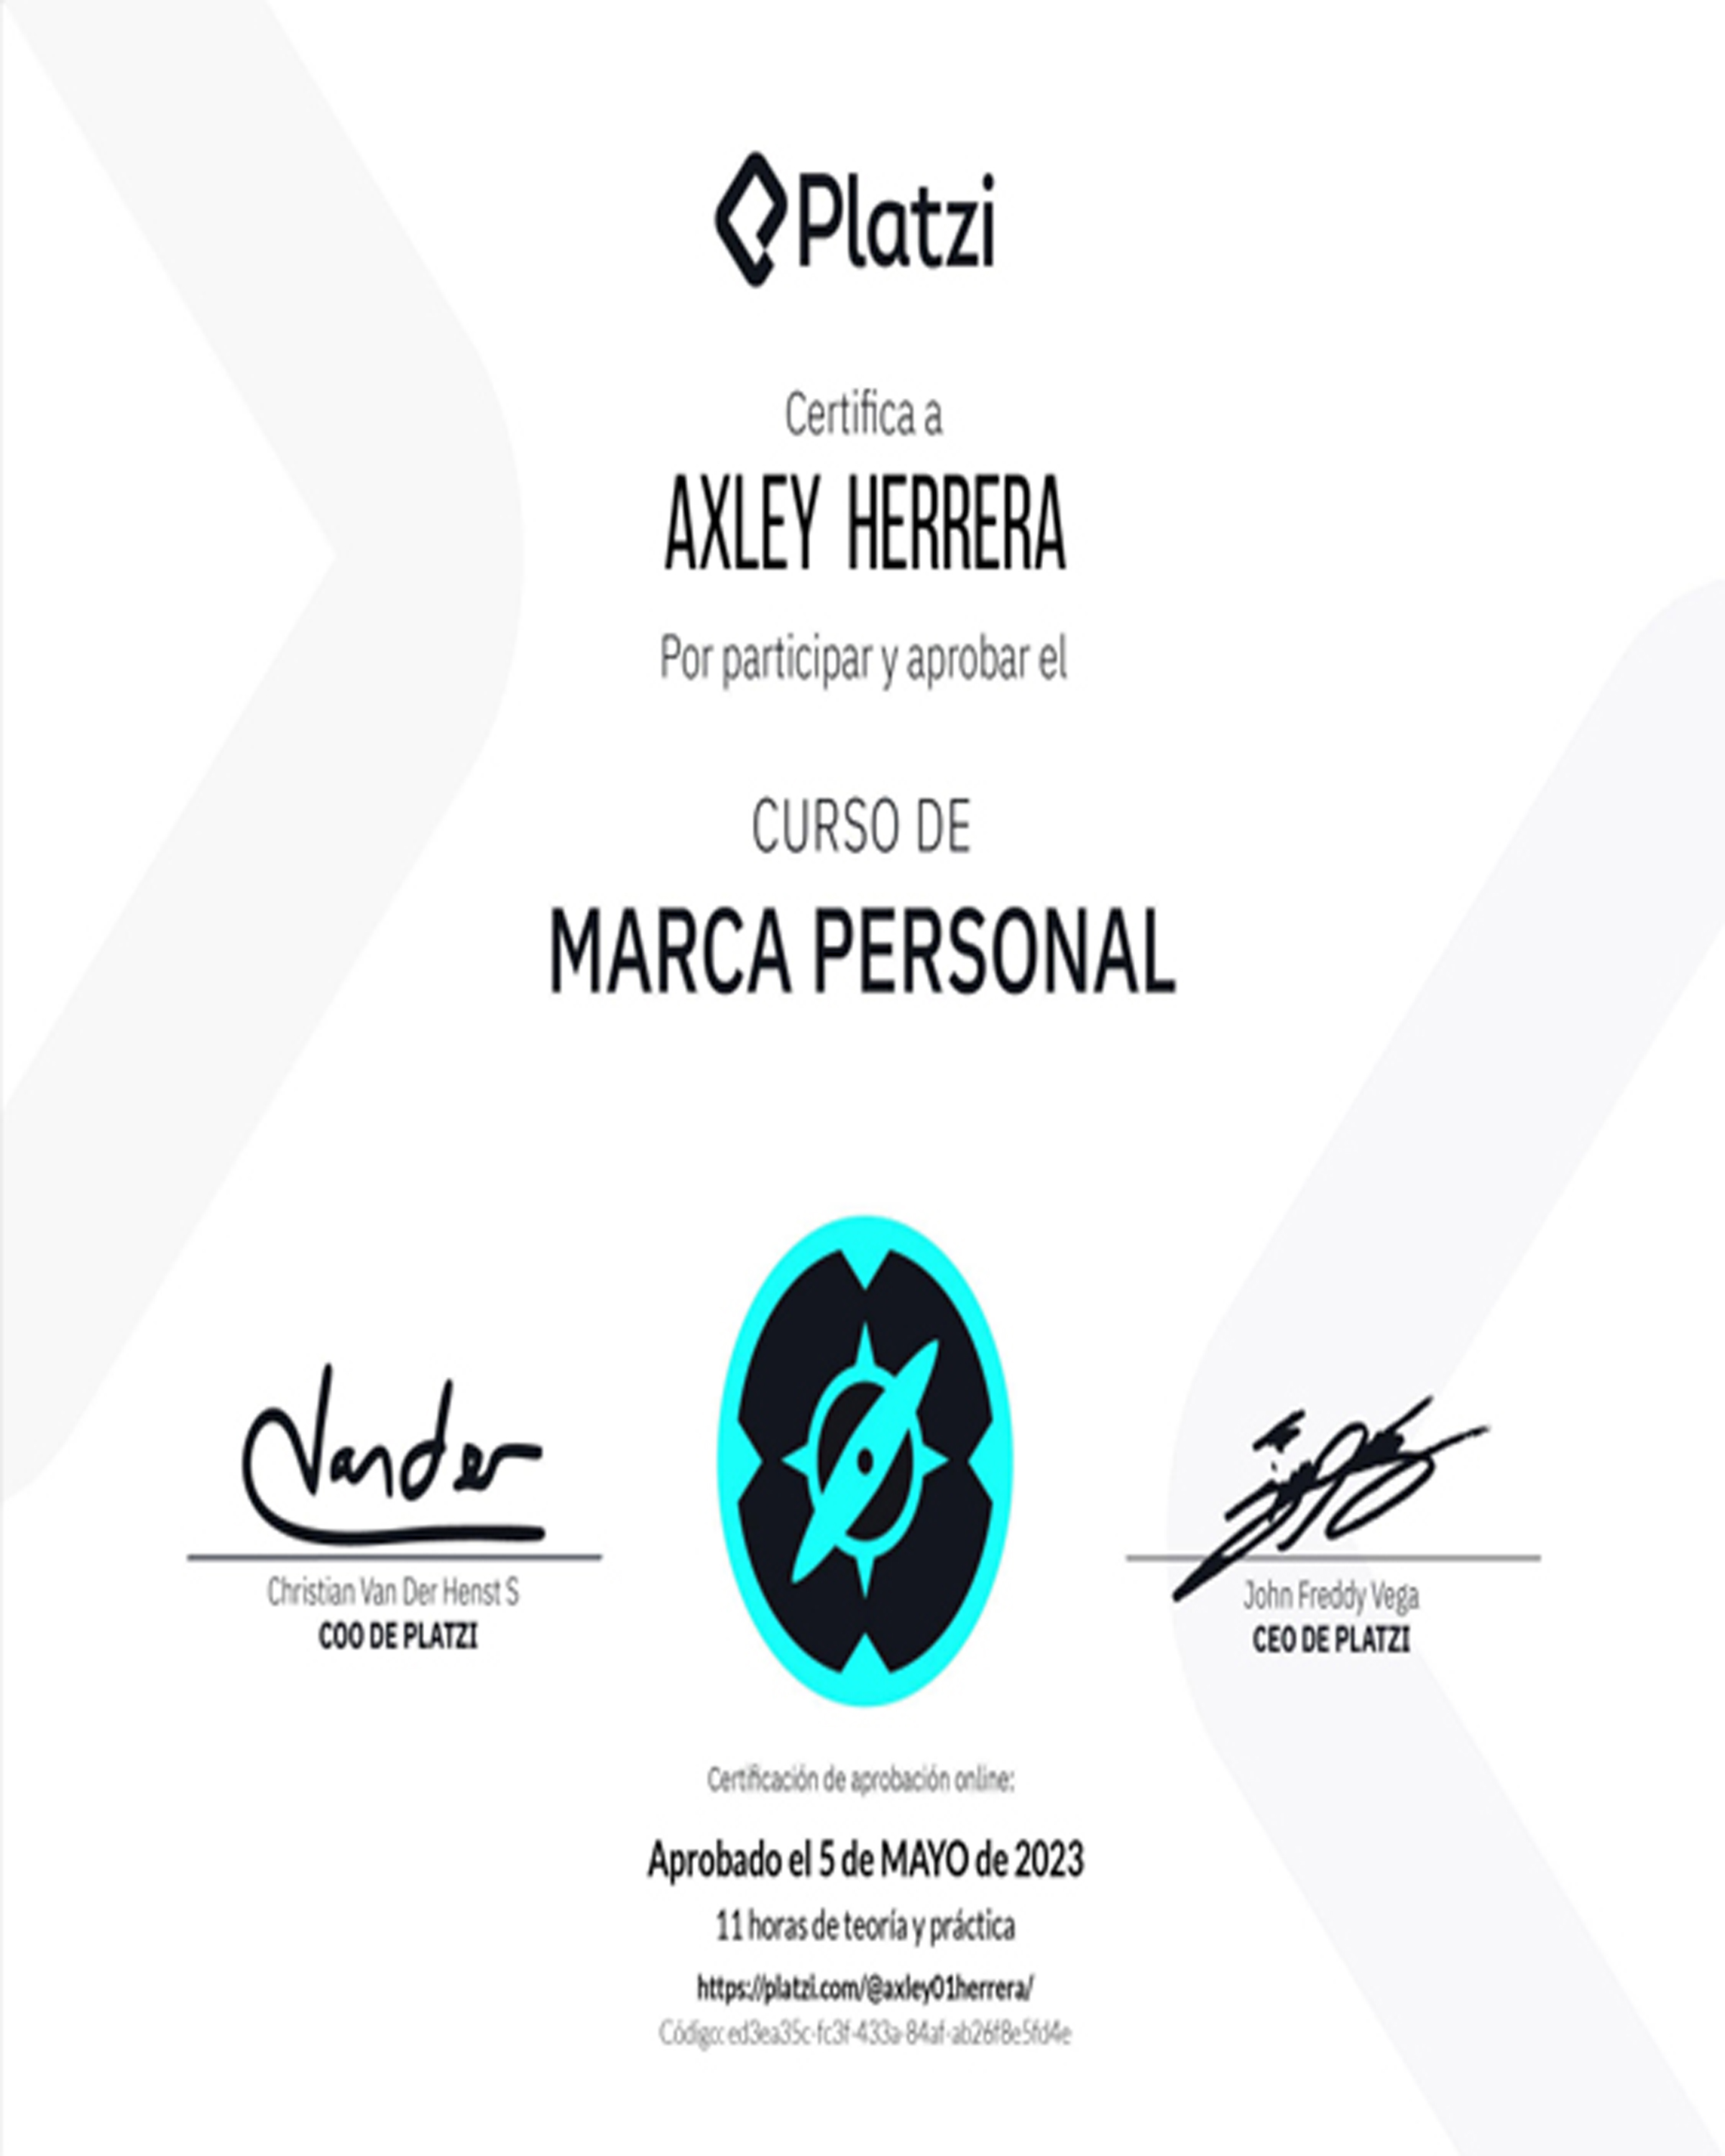 Platzi
Certifica a
AXLEY HERRERA
Por participar y aprobar el
CURSO DE
MARCA PERSONAL
Vander
Christian Van Der Henst S
COO DE PLATZI
John Freddy Vega
CEO DE PLATZI
Certificación de aprobación online:
Aprobado el 5 de MAYO de 2023
11 horas de teoría y práctica
https://platzi.com/@axley01herrera/
Código: ed3ea35c-fc3f-433a-84af-ab26f8e5fd4e